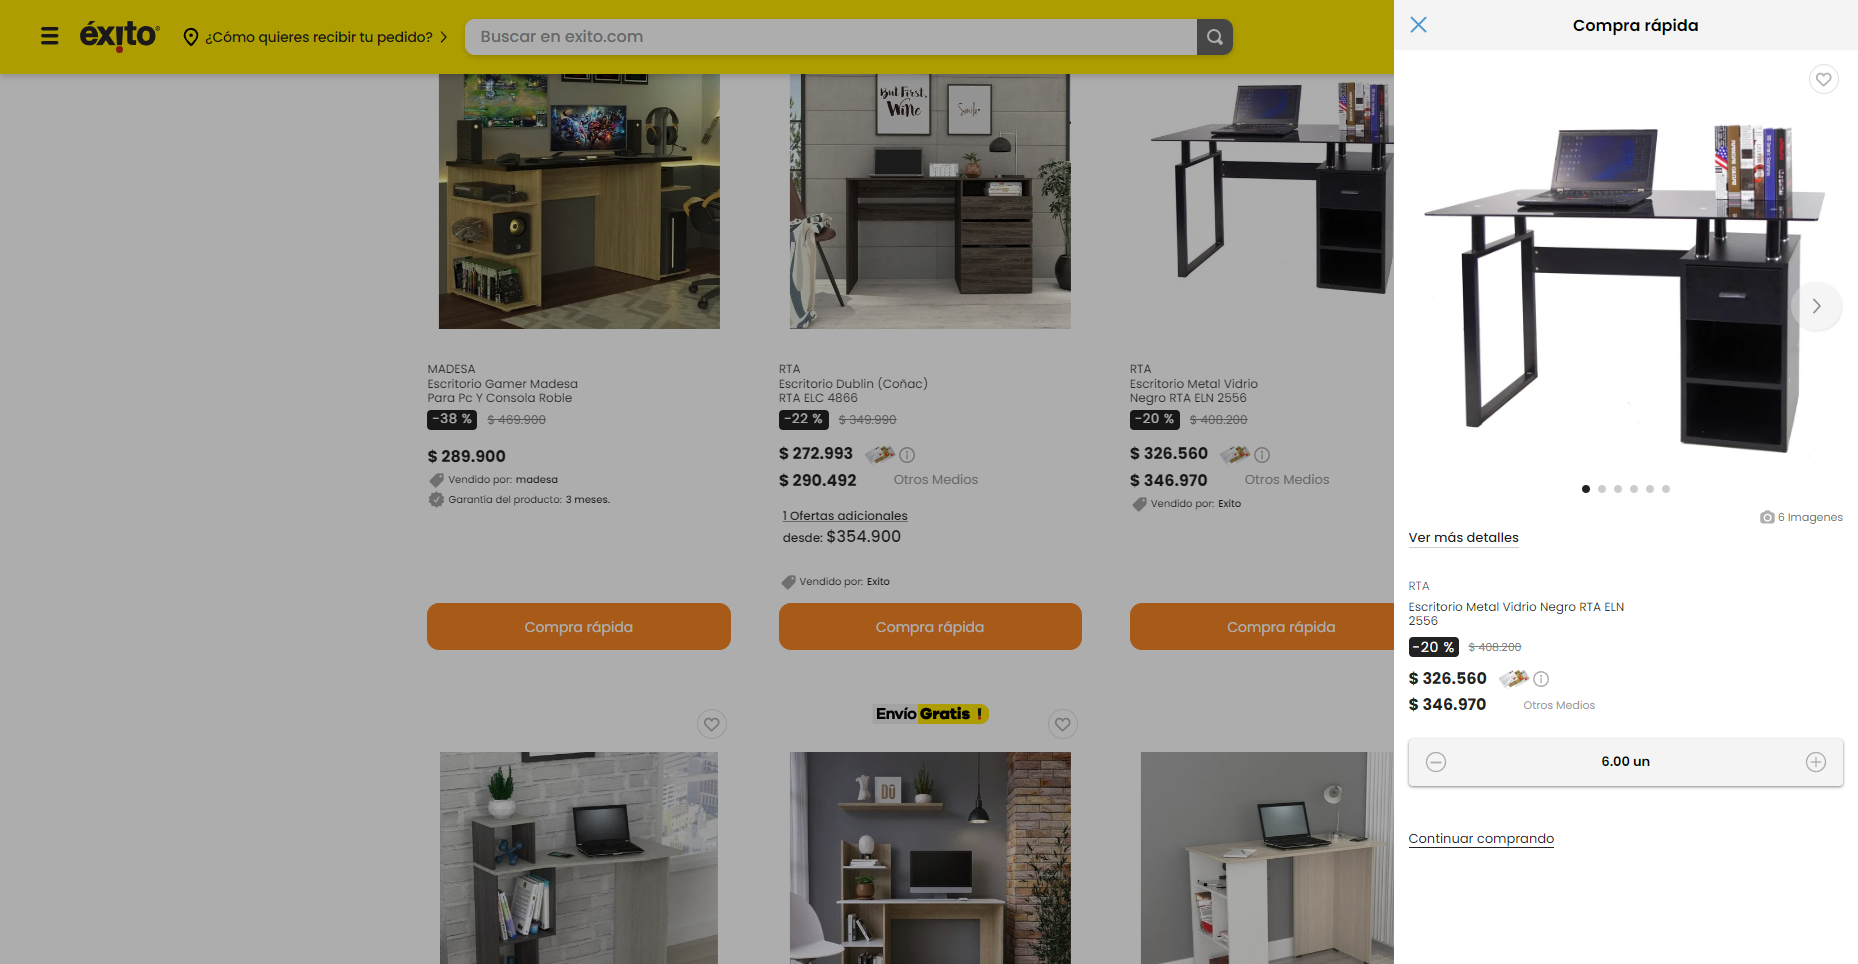 éxito
¿Cómo quieres recibir tu pedido?
Buscar en exito.com
But First,
Wine
Smile
MADESA
Escritorio Gamer Madesa
Para Pc Y Consola Roble
-38 % $ 469.900
$ 289.900
Vendido por: madesa
Garantía del producto: 3 meses.
RTA
Escritorio Dublin (Coñac)
RTA ELC 4866
-22 % $ 349.990
$ 272.993
$ 290.492 Otros Medios
1 Ofertas adicionales
desde: $354.900
Vendido por: Exito
RTA
Escritorio Metal Vidrio
Negro RTA ELN 2556
-20 % $ 408.200
$ 326.560
$ 346.970 Otros Medios
Vendido por: Exito
Compra rápida
Compra rápida
Compra rápida
Envío Gratis !
Compra rápida
6 Imagenes
Ver más detalles
RTA
Escritorio Metal Vidrio Negro RTA ELN
2556
-20 % $ 408.200
$ 326.560
$ 346.970 Otros Medios
6.00 un
Continuar comprando